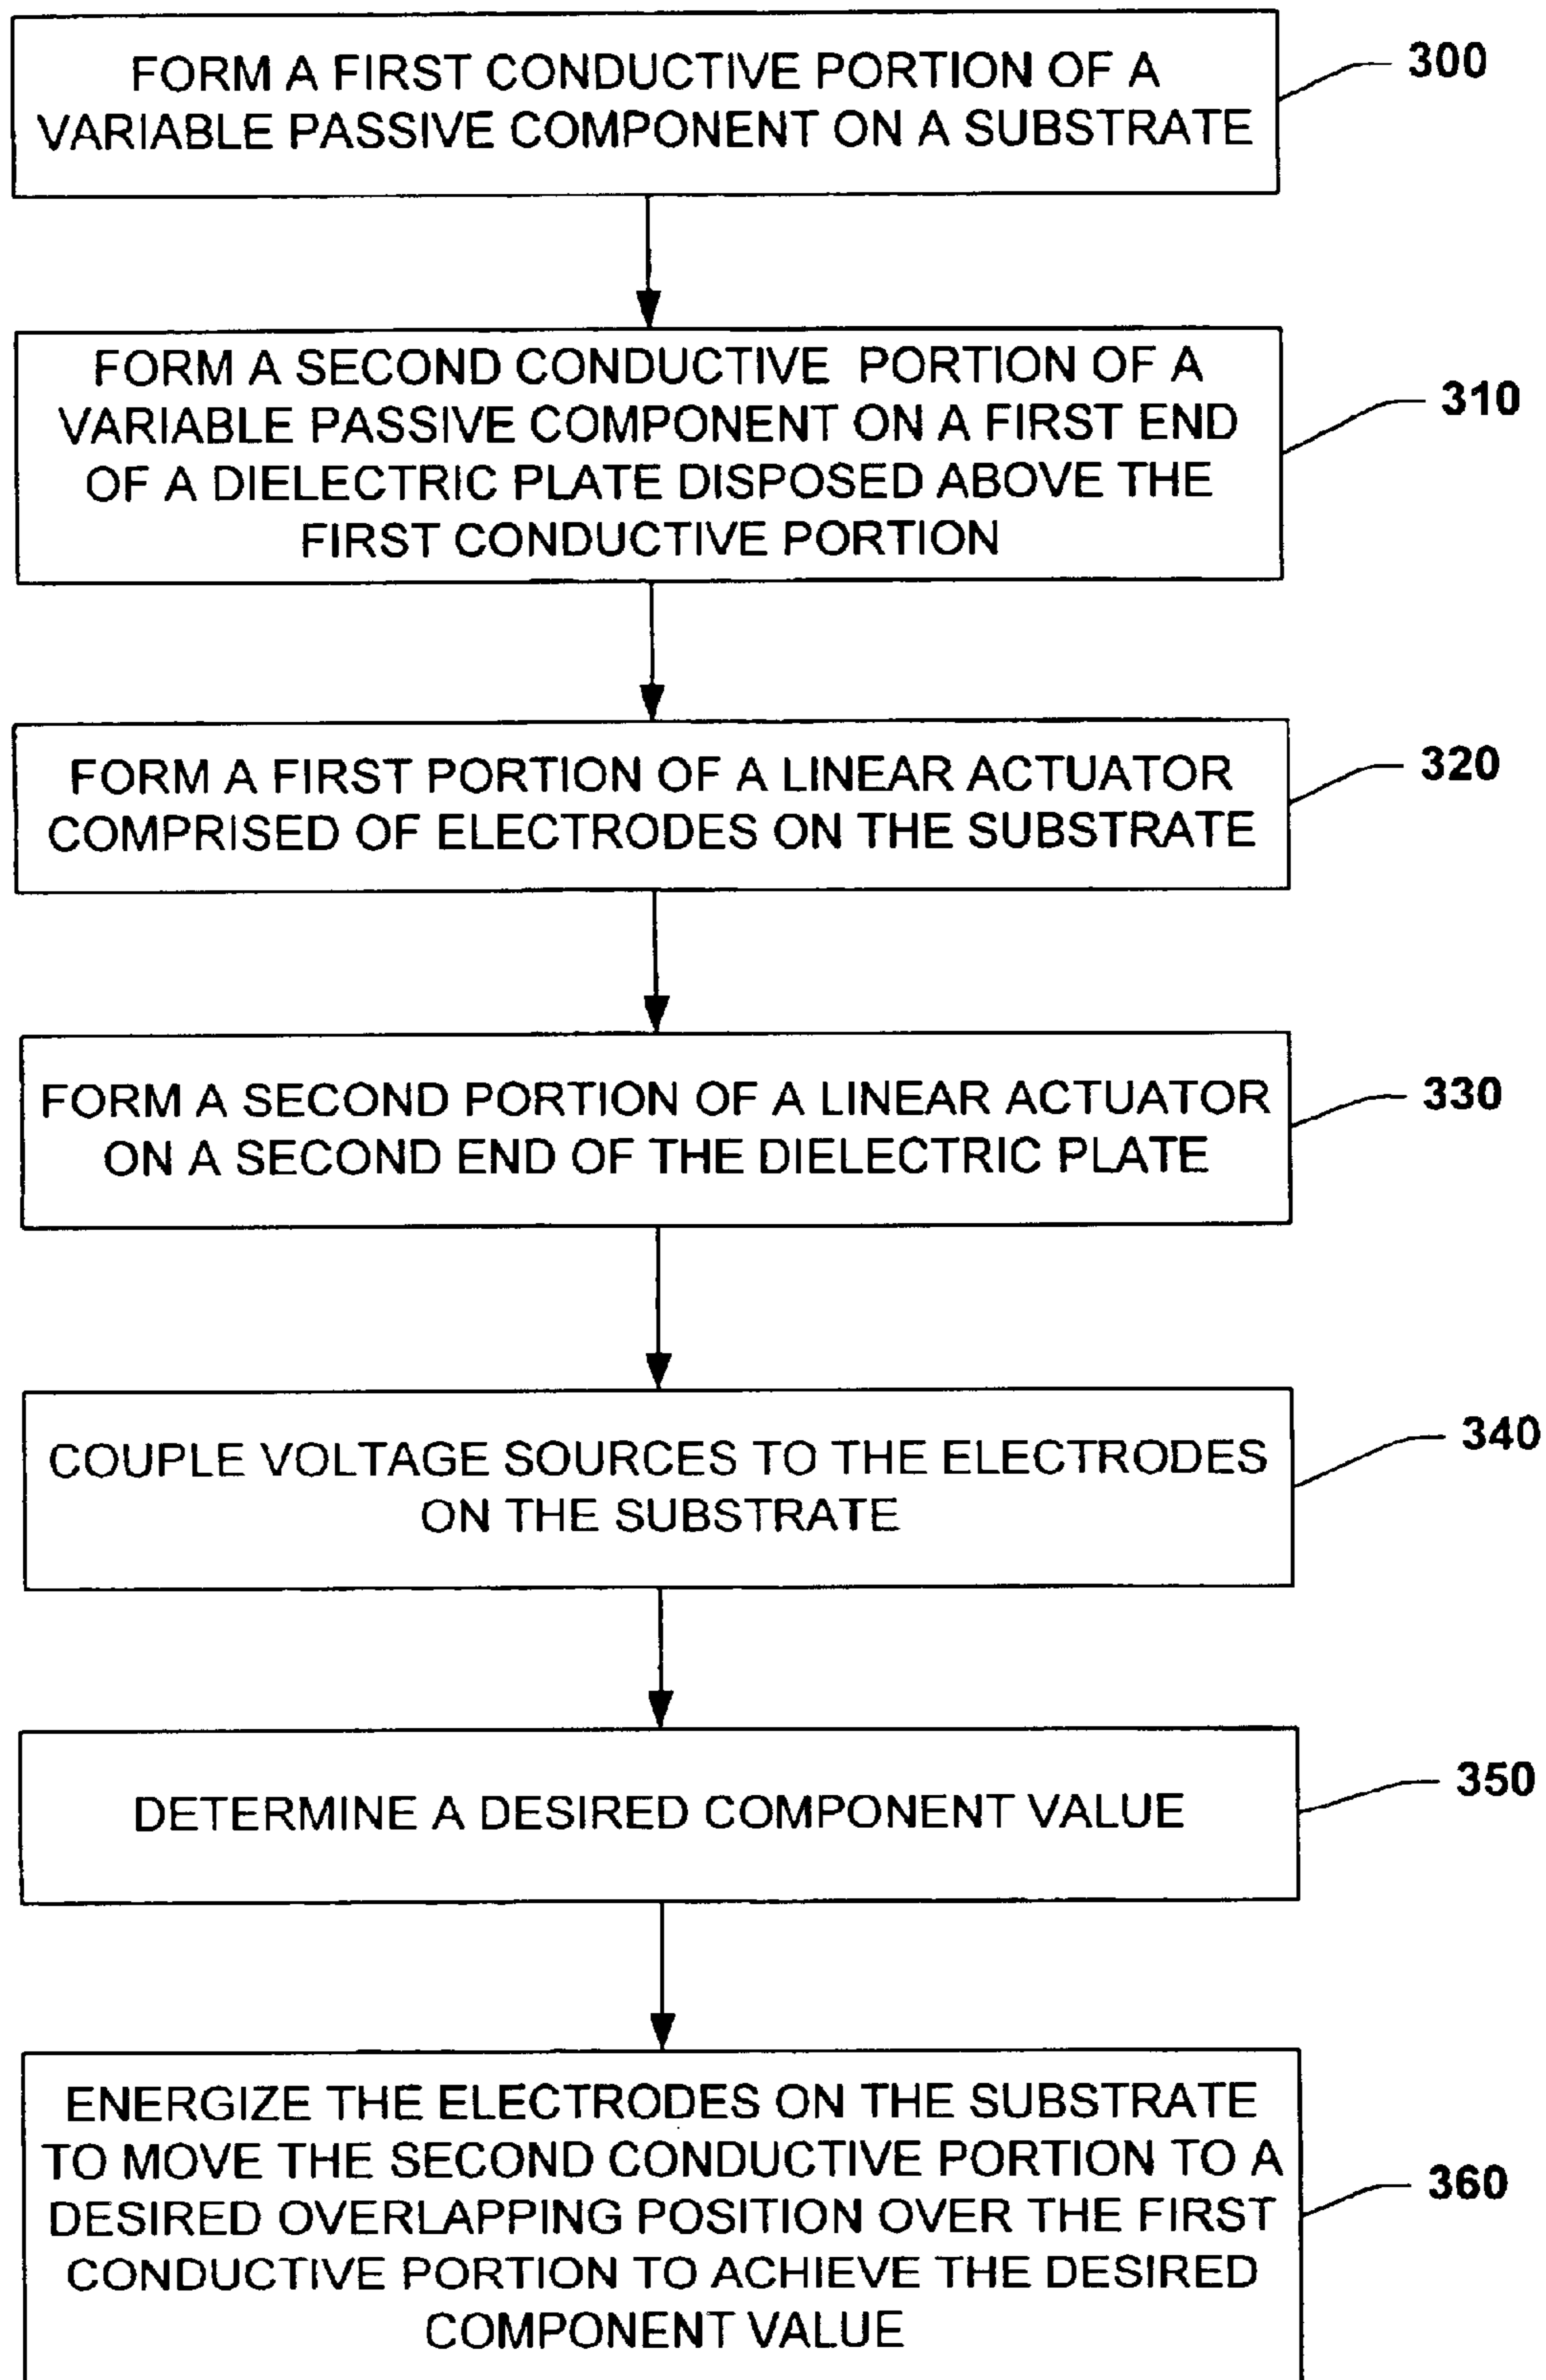 FORM A FIRST CONDUCTIVE PORTION OF A
VARIABLE PASSIVE COMPONENT ON A SUBSTRATE
300
FORM A SECOND CONDUCTIVE PORTION OF A
VARIABLE PASSIVE COMPONENT ON A FIRST END
OF A DIELECTRIC PLATE DISPOSED ABOVE THE
FIRST CONDUCTIVE PORTION
310
FORM A FIRST PORTION OF A LINEAR ACTUATOR
COMPRISED OF ELECTRODES ON THE SUBSTRATE
320
FORM A SECOND PORTION OF A LINEAR ACTUATOR
ON A SECOND END OF THE DIELECTRIC PLATE
330
COUPLE VOLTAGE SOURCES TO THE ELECTRODES
ON THE SUBSTRATE
340
DETERMINE A DESIRED COMPONENT VALUE
350
ENERGIZE THE ELECTRODES ON THE SUBSTRATE
TO MOVE THE SECOND CONDUCTIVE PORTION TO A
DESIRED OVERLAPPING POSITION OVER THE FIRST
CONDUCTIVE PORTION TO ACHIEVE THE DESIRED
COMPONENT VALUE
360